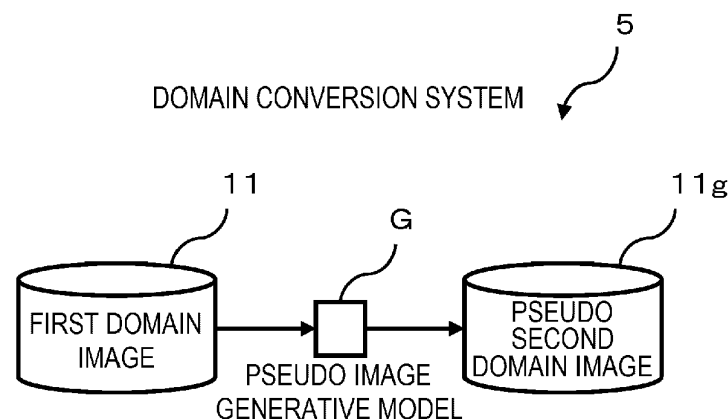 5
DOMAIN CONVERSION SYSTEM
11
G
11g
FIRST DOMAIN
IMAGE
PSEUDO
SECOND
DOMAIN IMAGE
PSEUDO IMAGE
GENERATIVE MODEL